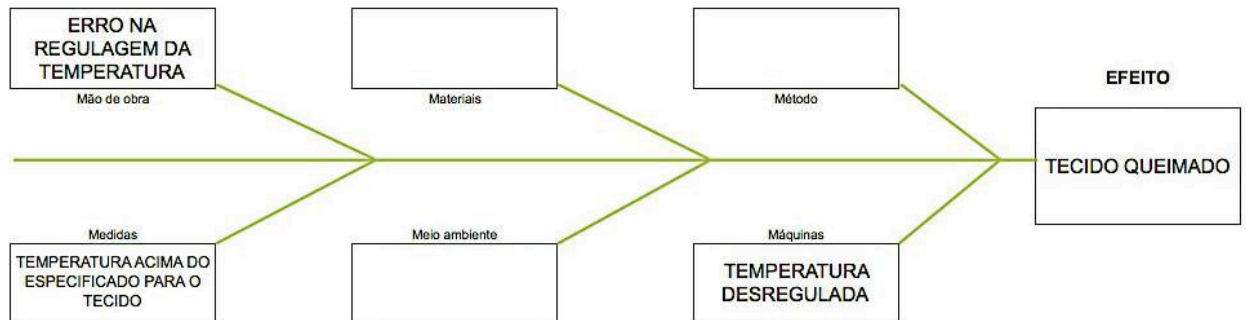 ERRO NA
REGULAGEM DA
TEMPERATURA
Mão de obra
Materiais
Método
EFEITO
TECIDO QUEIMADO
Medidas
TEMPERATURA ACIMA DO
ESPECIFICADO PARA O
TECIDO
Meio ambiente
Máquinas
TEMPERATURA
DESREGULADA